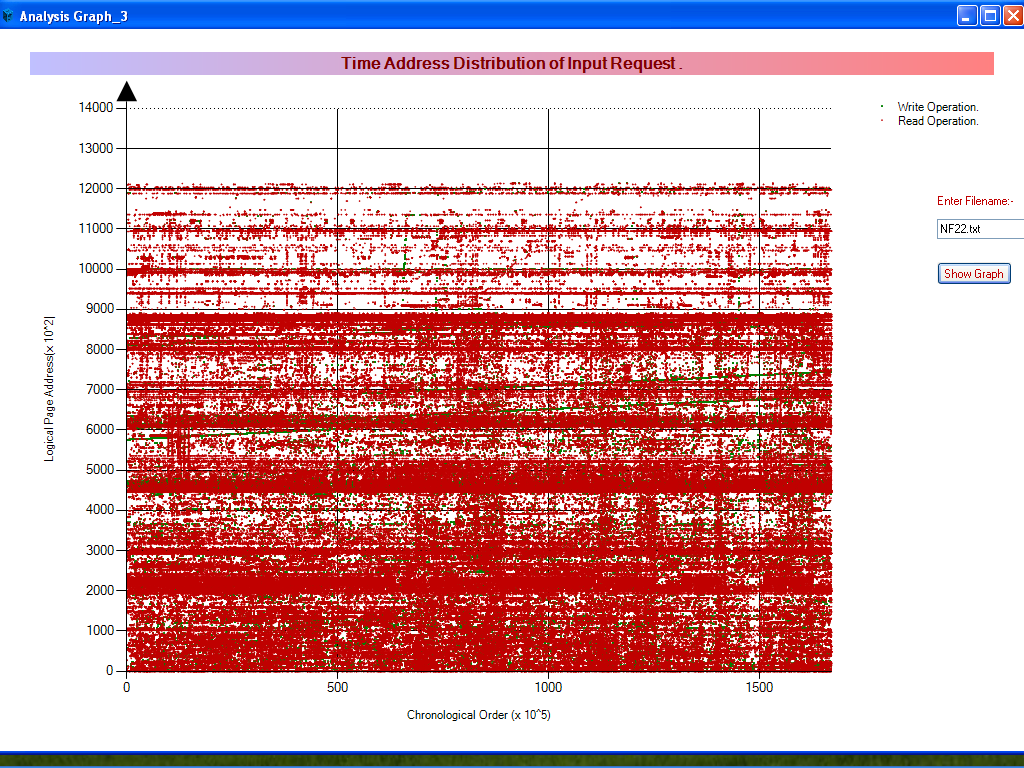 Analysis Graph_3
Time Address Distribution of Input Request .
14000
13000
12000
11000
10000
9000
8000
7000
6000
5000
4000
3000
2000
1000
0
Logical Page Address(x 10^2|
0
500
1000
1500
Chronological Order (x 10^5)
Write Operation.
Read Operation.
Enter Filename:-
NF22.txt
Show Graph